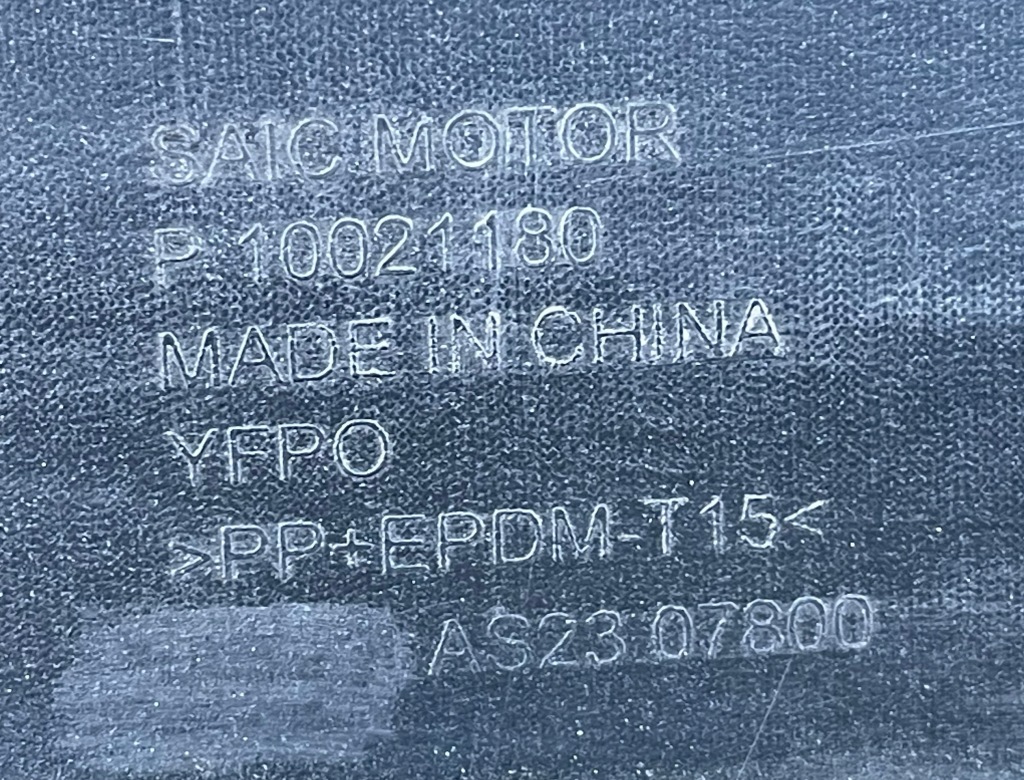 SAIC MOTOR
P 10021180
MADE IN CHINA
YFPO
>PP+EPDM-T15<
AS23 07800